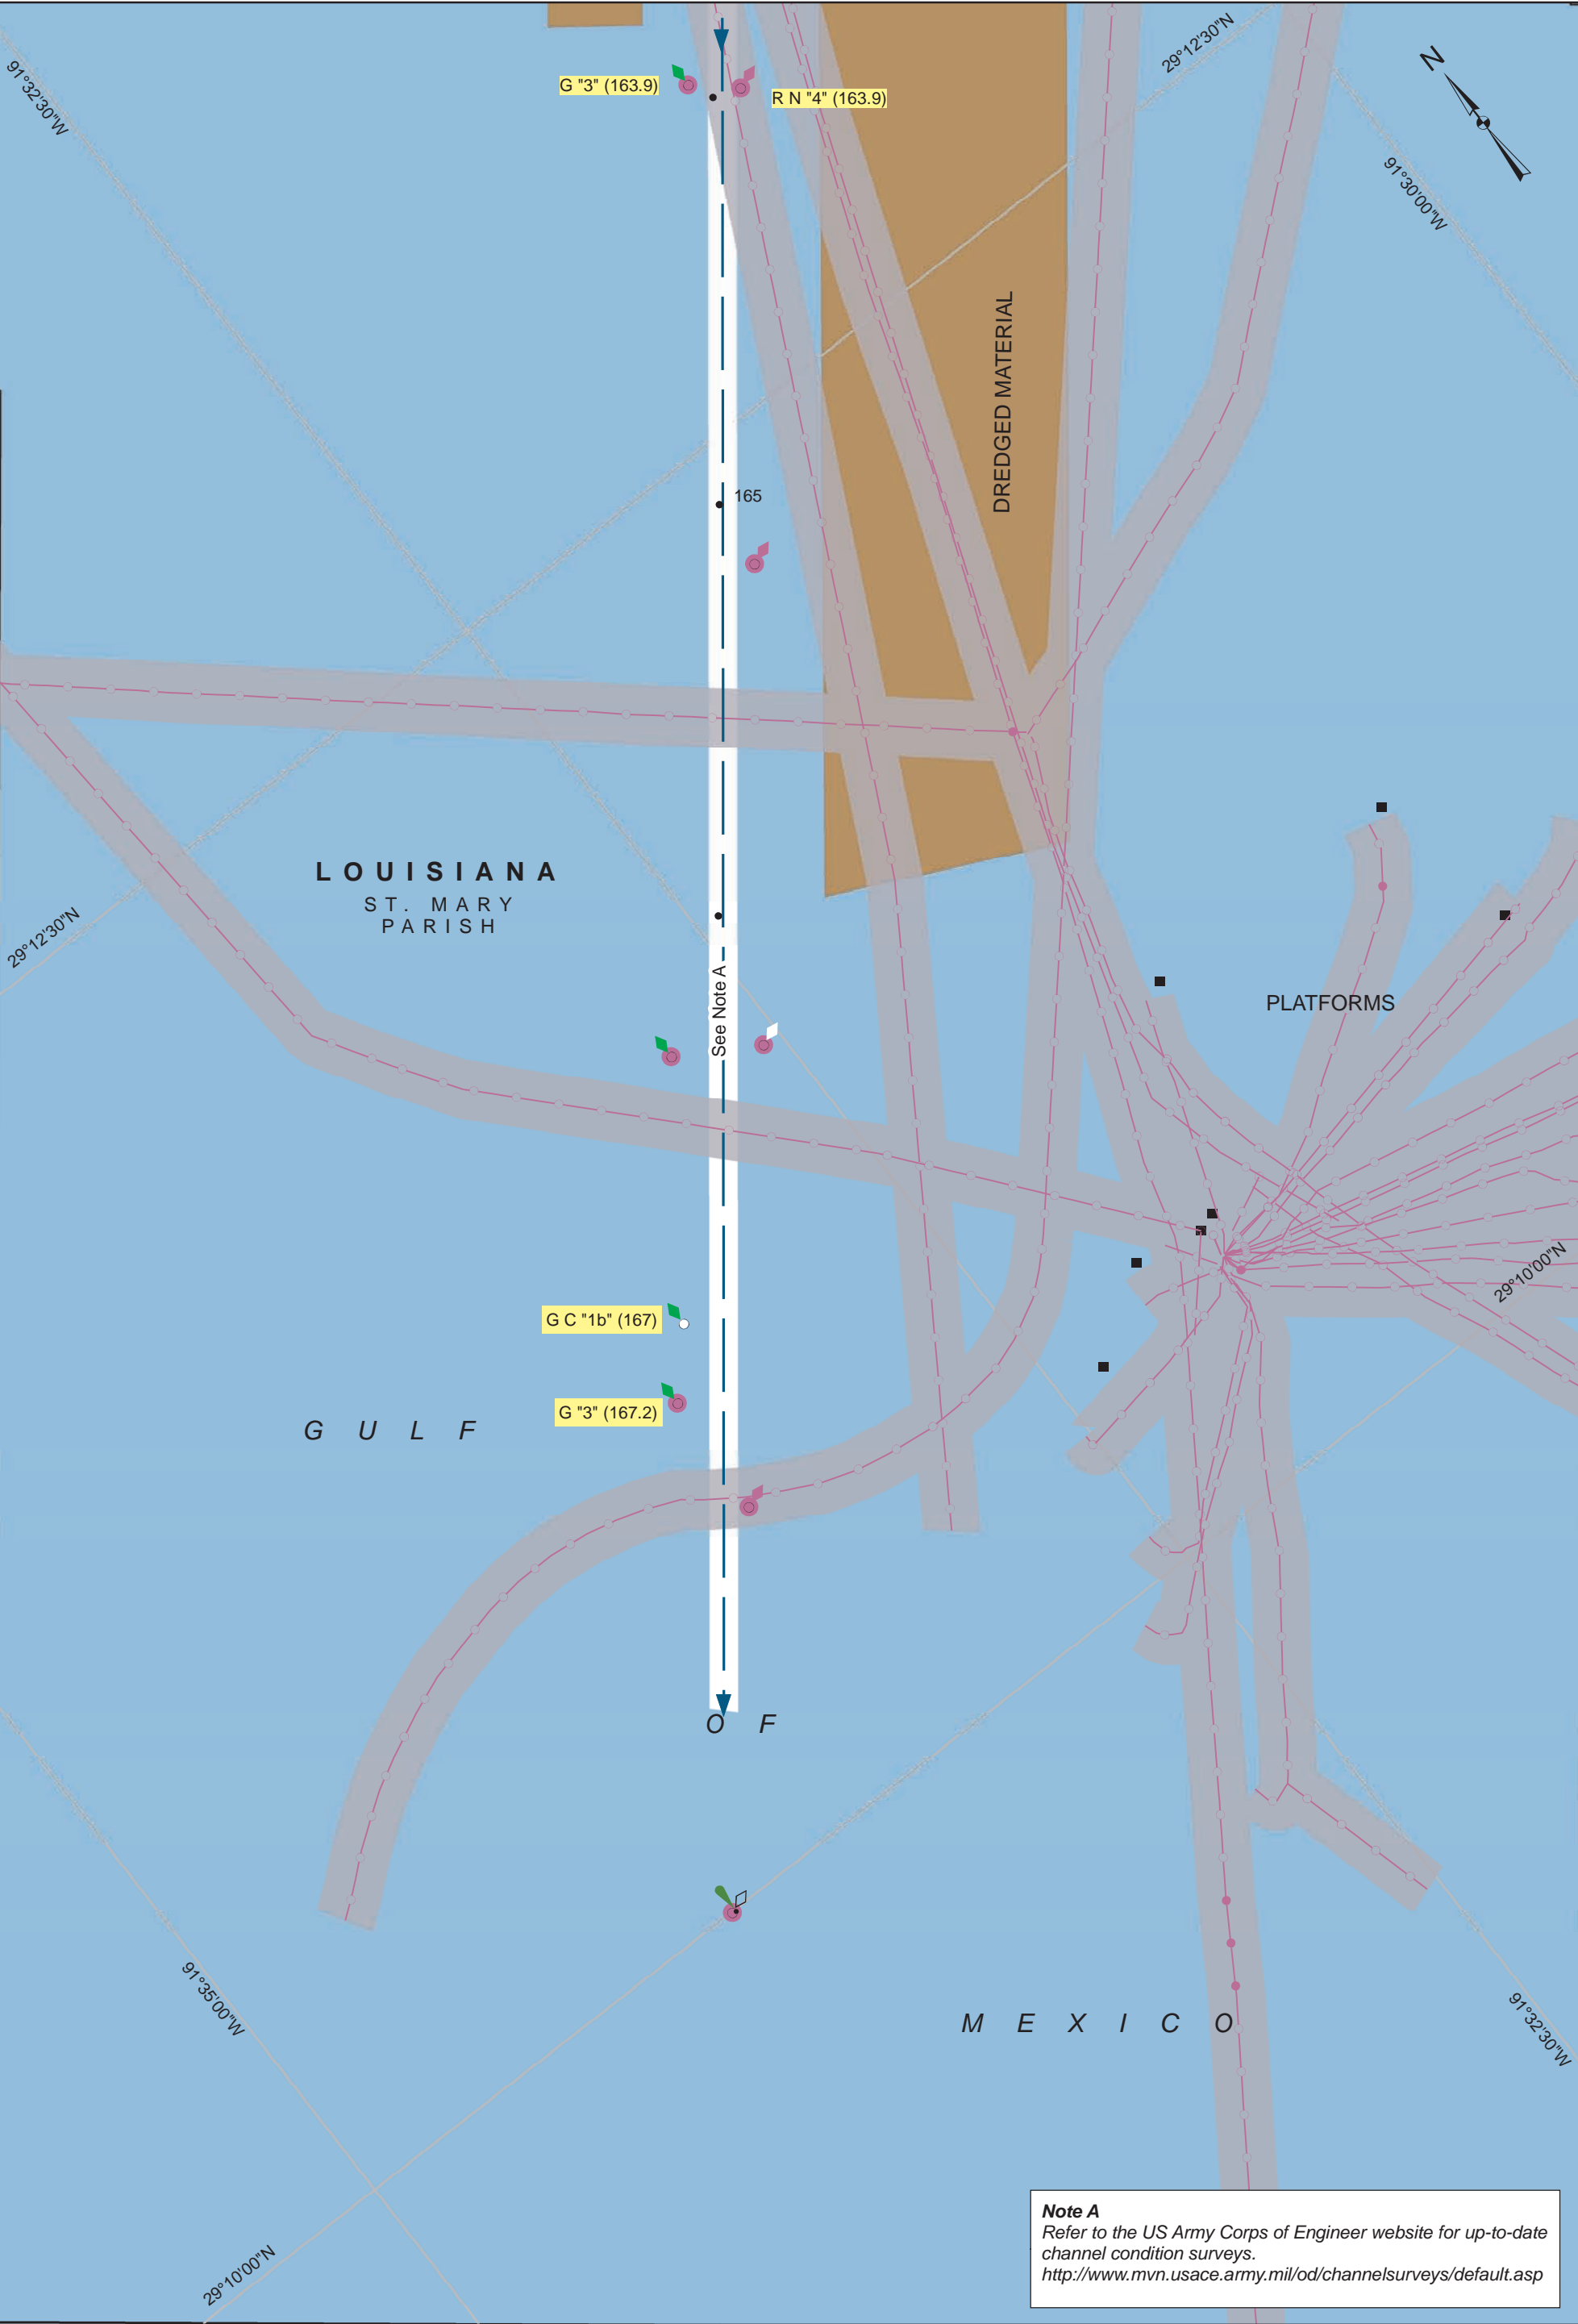 29°12'30"N
91°32'30"W
N
G "3" (163.9)
R N "4" (163.9)
91°30'00"W
DREDGED MATERIAL
165
LOUISIANA
ST. MARY
PARISH
29°12'30"N
See Note A
PLATFORMS
29°10'00"N
G C "1b" (167)
G "3" (167.2)
GULF
OF
91°35'00"W
MEXICO
91°32'30"W
29°10'00"N
Note A
Refer to the US Army Corps of Engineer website for up-to-date
channel condition surveys.
http://www.mvn.usace.army.mil/od/channelsurveys/default.asp